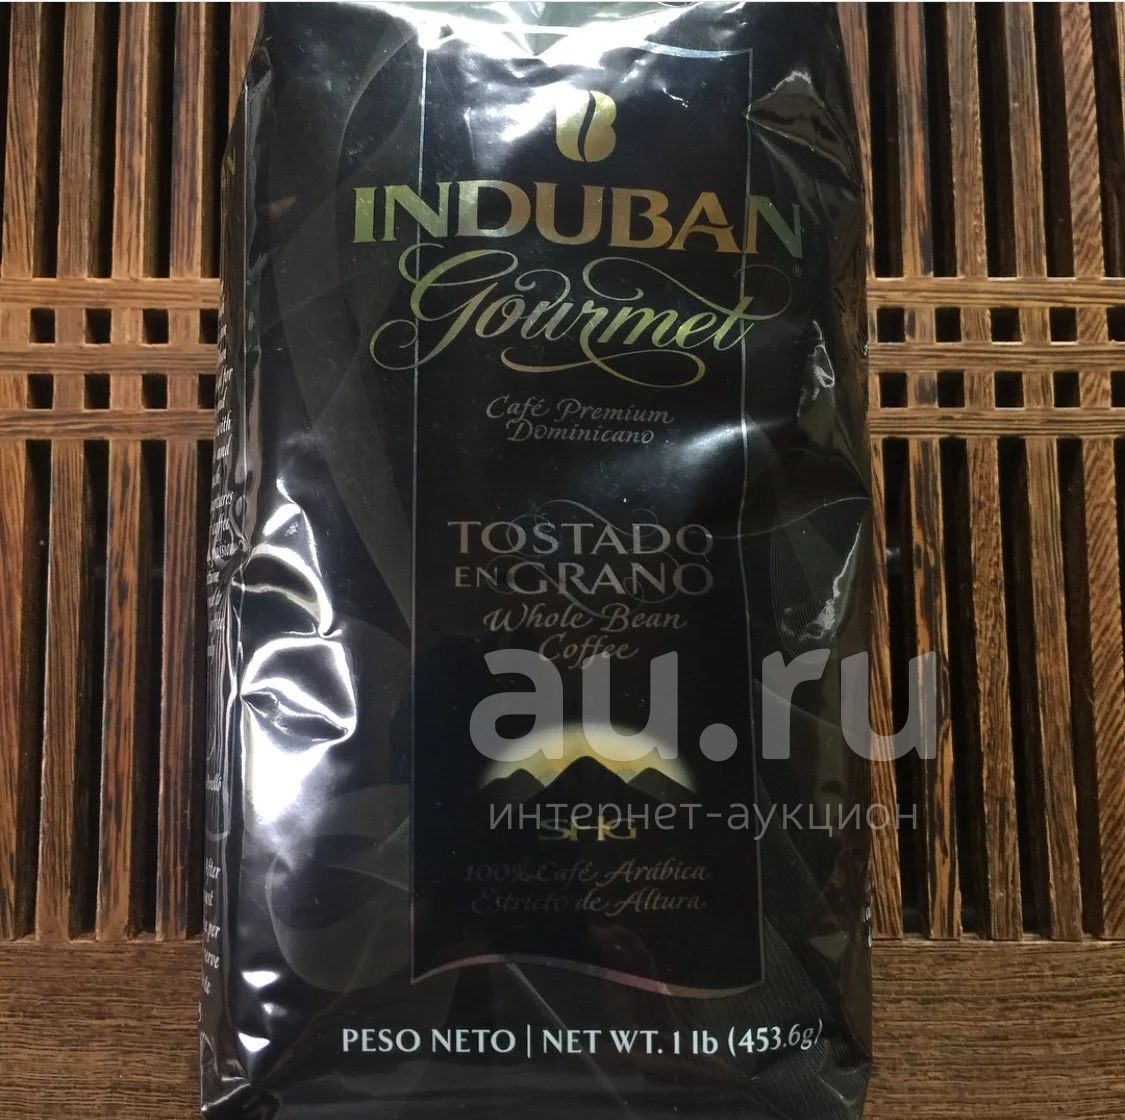 INDUBAN
Gourmet
Café Premium
Dominicano
TOSTADO
EN GRANO
Whole Bean
Coffee
au.ru
интернет-аукцион
SHG
100% Café Arábica
Estricto de Altura
PESO NETO | NET WT. 1 lb (453.6g)